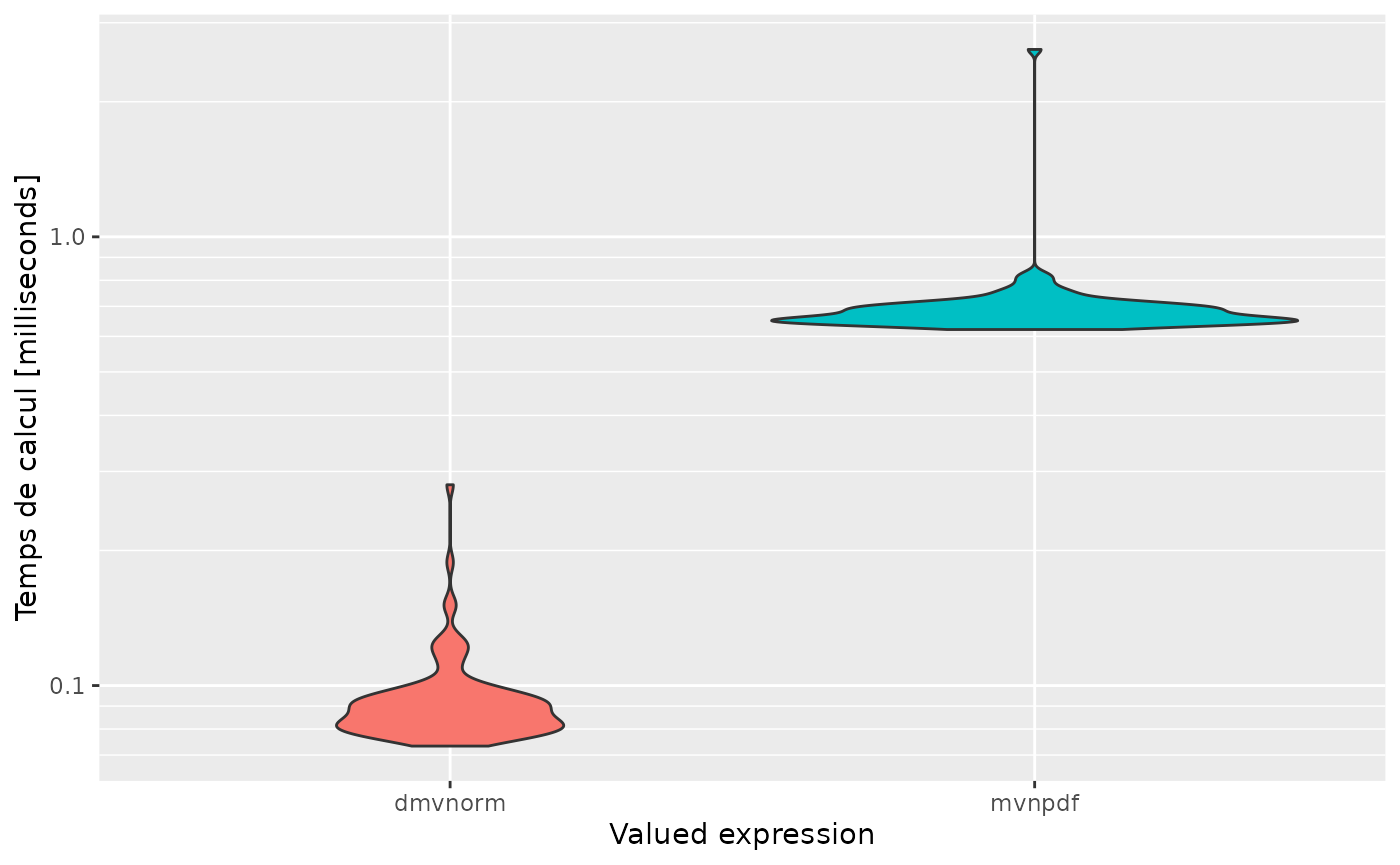 Temps de calcul [milliseconds]
1.0
0.1
dmvnorm
mvnpdf
Valued expression